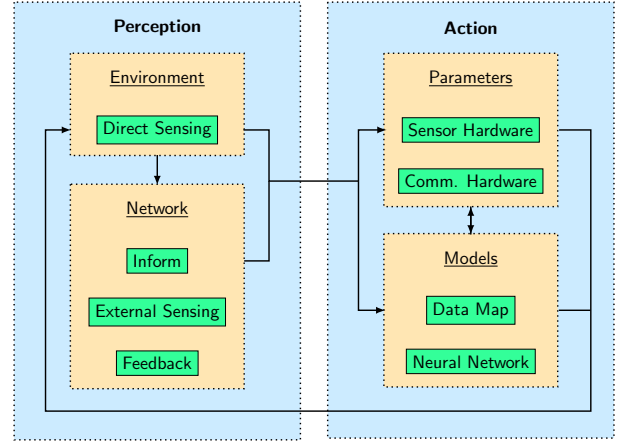 Perception
Environment
Direct Sensing
Network
Inform
External Sensing
Feedback
Action
Parameters
Sensor Hardware
Comm. Hardware
Models
Data Map
Neural Network